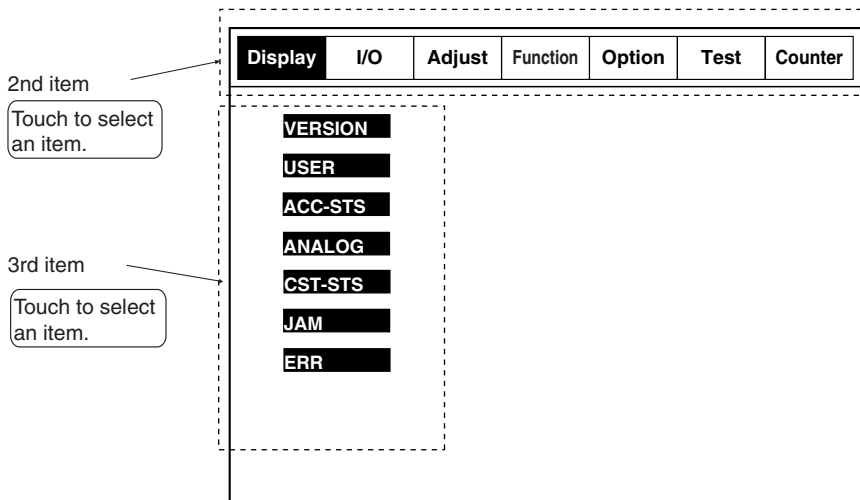 Display I/O Adjust Function Option Test Counter
2nd item
Touch to select
an item.
VERSION
USER
ACC-STS
ANALOG
CST-STS
JAM
ERR
3rd item
Touch to select
an item.